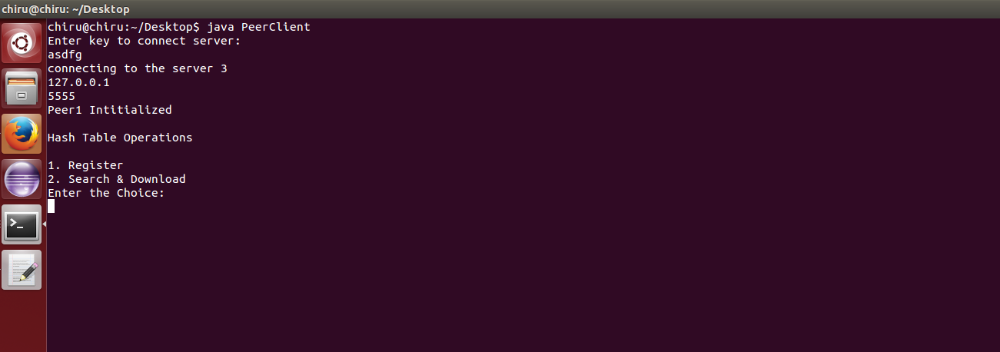 chiru@chiru: ~/Desktop
chiru@chiru:~/Desktop$ java PeerClient
Enter key to connect server:
asdfg
connecting to the server 3
127.0.0.1
5555
Peer1 Intitialized
Hash Table Operations
1. Register
2. Search & Download
Enter the Choice: